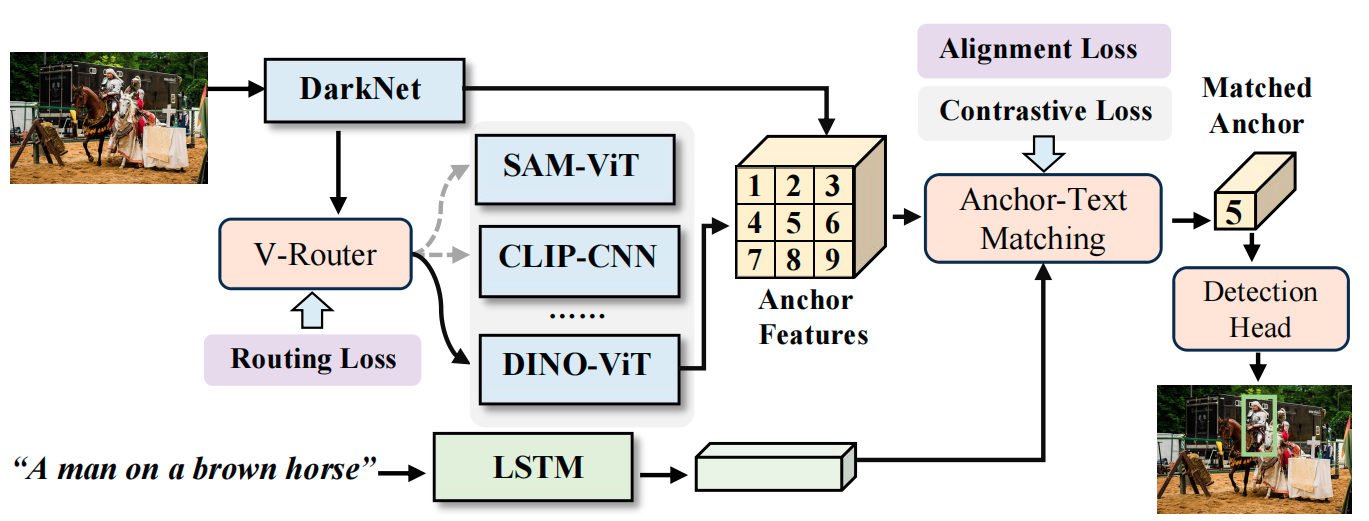 Alignment Loss
Contrastive Loss
Matched
Anchor
DarkNet
SAM-ViT
V-Router
CLIP-CNN
......
DINO-ViT
Routing Loss
1 2 3
4 5 6
7 8 9
Anchor
Features
Anchor-Text
Matching
5
Detection
Head
“A man on a brown horse”
LSTM